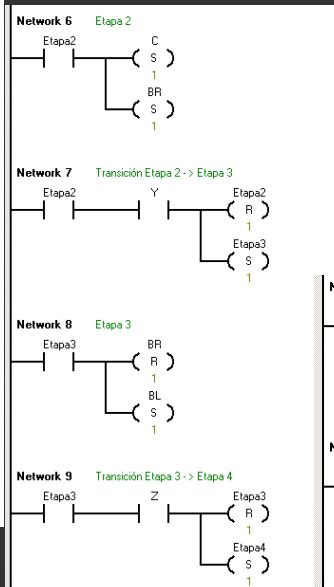 Network 6 Etapa 2
Etapa2 C
S
1
BR
S
1
Network 7 Transición Etapa 2 -> Etapa 3
Etapa2 Y Etapa2
R
1
Etapa3
S
1
Network 8 Etapa 3
Etapa3 BR
R
1
BL
S
1
Network 9 Transición Etapa 3 -> Etapa 4
Etapa3 Z Etapa3
R
1
Etapa4
S
1